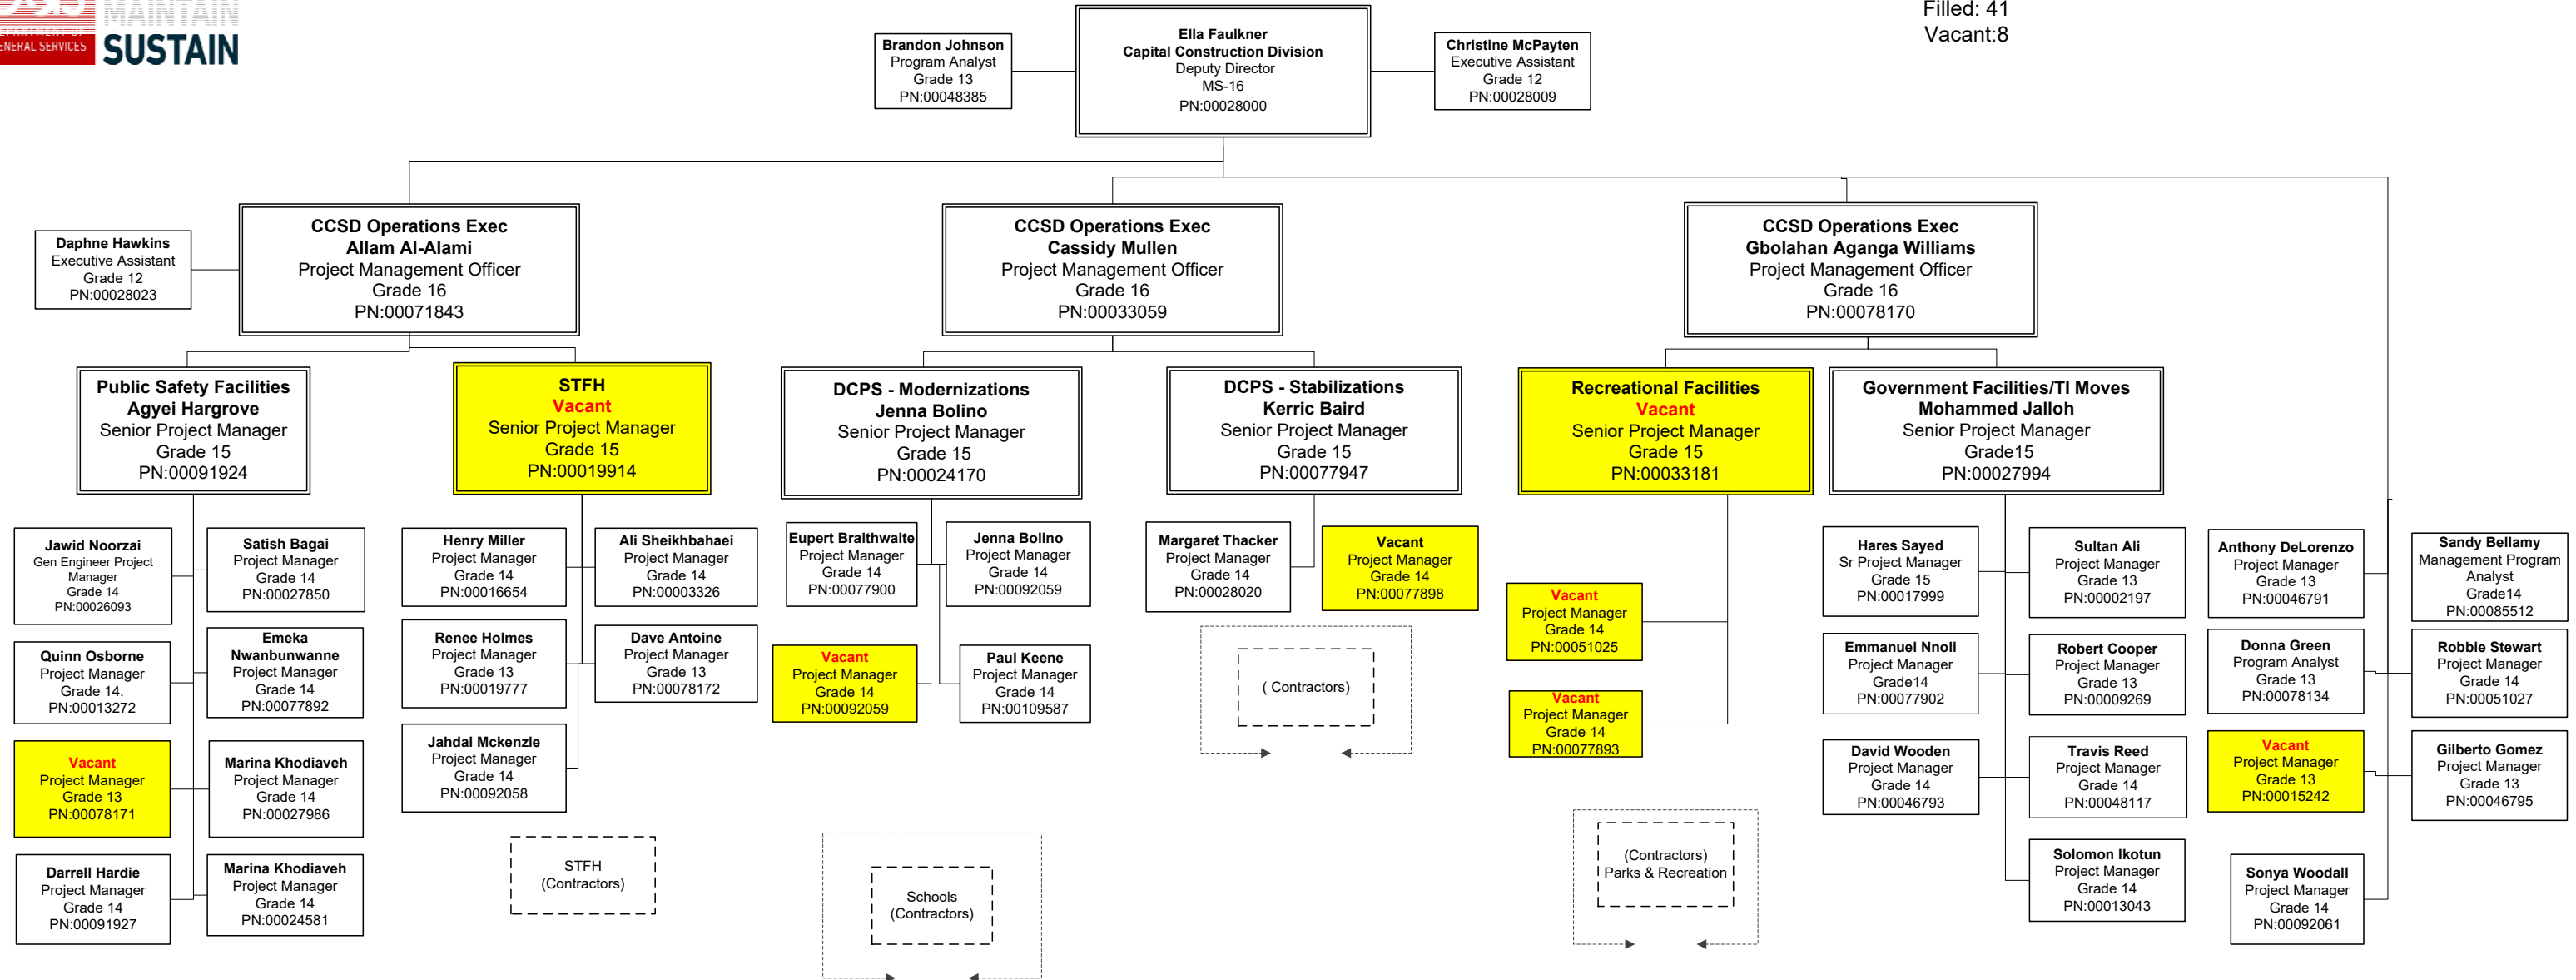 MAINTAIN
DEPARTMENT OF
GENERAL SERVICES
SUSTAIN
Filled: 41
Vacant:8
Brandon Johnson
Program Analyst
Grade 13
PN:00048385
Ella Faulkner
Capital Construction Division
Deputy Director
MS-16
PN:00028000
Christine McPayten
Executive Assistant
Grade 12
PN:00028009
Daphne Hawkins
Executive Assistant
Grade 12
PN:00028023
CCSD Operations Exec
Allam Al-Alami
Project Management Officer
Grade 16
PN:00071843
CCSD Operations Exec
Cassidy Mullen
Project Management Officer
Grade 16
PN:00033059
CCSD Operations Exec
Gbolahan Aganga Williams
Project Management Officer
Grade 16
PN:00078170
Public Safety Facilities
Agyei Hargrove
Senior Project Manager
Grade 15
PN:00091924
STFH
Vacant
Senior Project Manager
Grade 15
PN:00019914
DCPS - Modernizations
Jenna Bolino
Senior Project Manager
Grade 15
PN:00024170
DCPS - Stabilizations
Kerric Baird
Senior Project Manager
Grade 15
PN:00077947
Recreational Facilities
Vacant
Senior Project Manager
Grade 15
PN:00033181
Government Facilities/TI Moves
Mohammed Jalloh
Senior Project Manager
Grade15
PN:00027994
Jawid Noorzai
Gen Engineer Project
Manager
Grade 14
PN:00026093
Satish Bagai
Project Manager
Grade 14
PN:00027850
Quinn Osborne
Project Manager
Grade 14.
PN:00013272
Emeka
Nwanbunwanne
Project Manager
Grade 14
PN:00077892
Vacant
Project Manager
Grade 13
PN:00078171
Marina Khodiaveh
Project Manager
Grade 14
PN:00027986
Darrell Hardie
Project Manager
Grade 14
PN:00091927
Marina Khodiaveh
Project Manager
Grade 14
PN:00024581
Henry Miller
Project Manager
Grade 14
PN:00016654
Ali Sheikhbahaei
Project Manager
Grade 14
PN:00003326
Renee Holmes
Project Manager
Grade 13
PN:00019777
Dave Antoine
Project Manager
Grade 13
PN:00078172
Jahdal Mckenzie
Project Manager
Grade 14
PN:00092058
STFH
(Contractors)
Eupert Braithwaite
Project Manager
Grade 14
PN:00077900
Jenna Bolino
Project Manager
Grade 14
PN:00092059
Vacant
Project Manager
Grade 14
PN:00092059
Paul Keene
Project Manager
Grade 14
PN:00109587
Schools
(Contractors)
Margaret Thacker
Project Manager
Grade 14
PN:00028020
Vacant
Project Manager
Grade 14
PN:00077898
( Contractors)
Vacant
Project Manager
Grade 14
PN:00051025
Vacant
Project Manager
Grade 14
PN:00077893
(Contractors)
Parks & Recreation
Hares Sayed
Sr Project Manager
Grade 15
PN:00017999
Sultan Ali
Project Manager
Grade 13
PN:00002197
Emmanuel Nnoli
Project Manager
Grade14
PN:00077902
Robert Cooper
Project Manager
Grade 13
PN:00009269
David Wooden
Project Manager
Grade 14
PN:00046793
Travis Reed
Project Manager
Grade 14
PN:00048117
Solomon Ikotun
Project Manager
Grade 14
PN:00013043
Anthony DeLorenzo
Project Manager
Grade 13
PN:00046791
Sandy Bellamy
Management Program
Analyst
Grade14
PN:00085512
Donna Green
Program Analyst
Grade 13
PN:00078134
Robbie Stewart
Project Manager
Grade 14
PN:00051027
Vacant
Project Manager
Grade 13
PN:00015242
Gilberto Gomez
Project Manager
Grade 13
PN:00046795
Sonya Woodall
Project Manager
Grade 14
PN:00092061